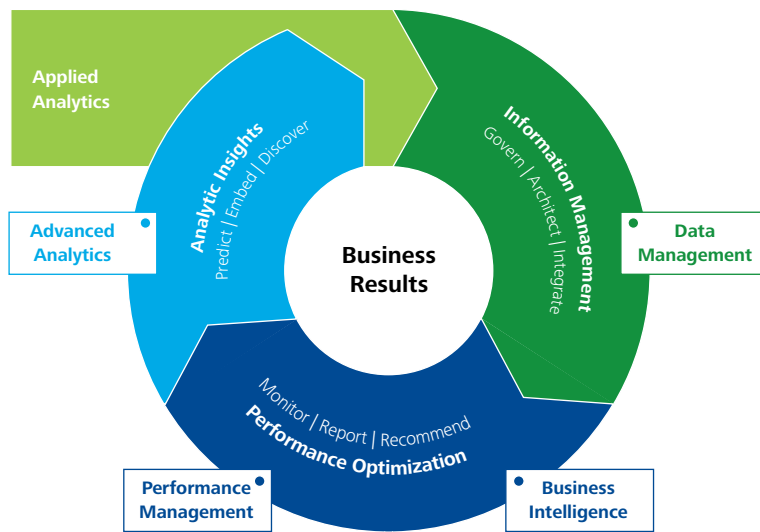 Applied
Analytics
Analytic Insights
Predict | Embed | Discover
Information Management
Govern | Architect | Integrate
Advanced
Analytics
Business
Results
Data
Management
Monitor | Report | Recommend
Performance Optimization
Performance
Management
Business
Intelligence